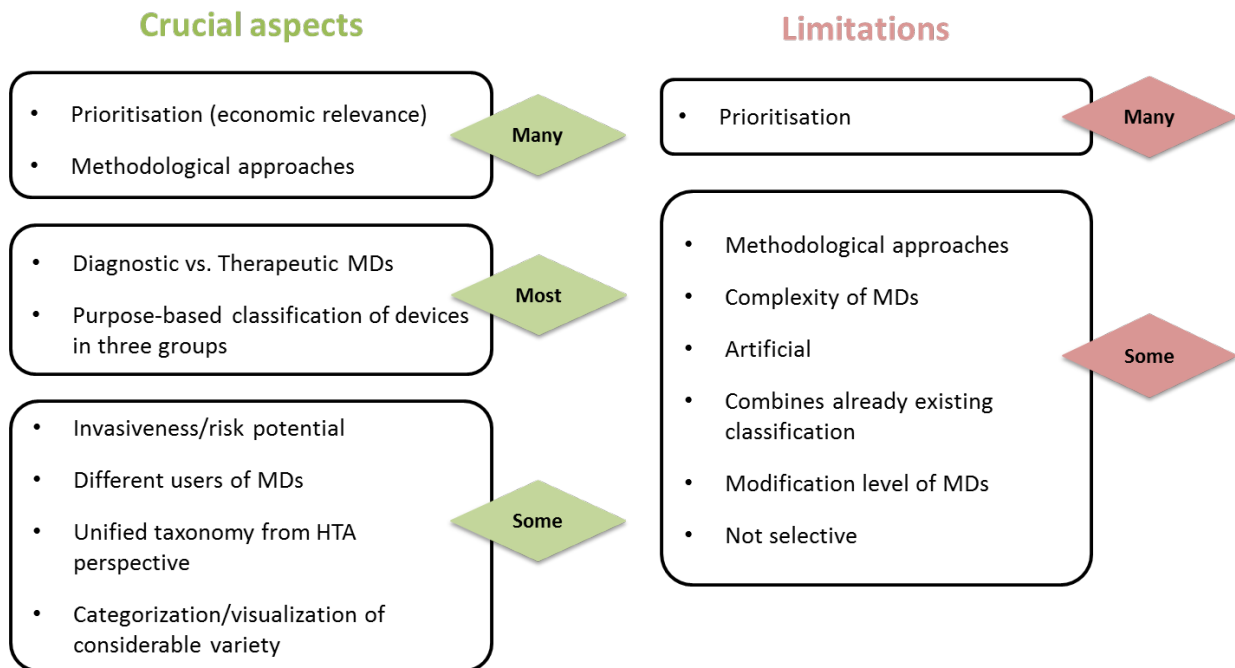 Crucial aspects
• Prioritisation (economic relevance)
• Methodological approaches
Many
• Diagnostic vs. Therapeutic MDs
• Purpose-based classification of devices
in three groups
Most
• Invasiveness/risk potential
• Different users of MDs
• Unified taxonomy from HTA
perspective
• Categorization/visualization of
considerable variety
Some
Limitations
• Prioritisation
Many
• Methodological approaches
• Complexity of MDs
• Artificial
• Combines already existing
classification
• Modification level of MDs
• Not selective
Some